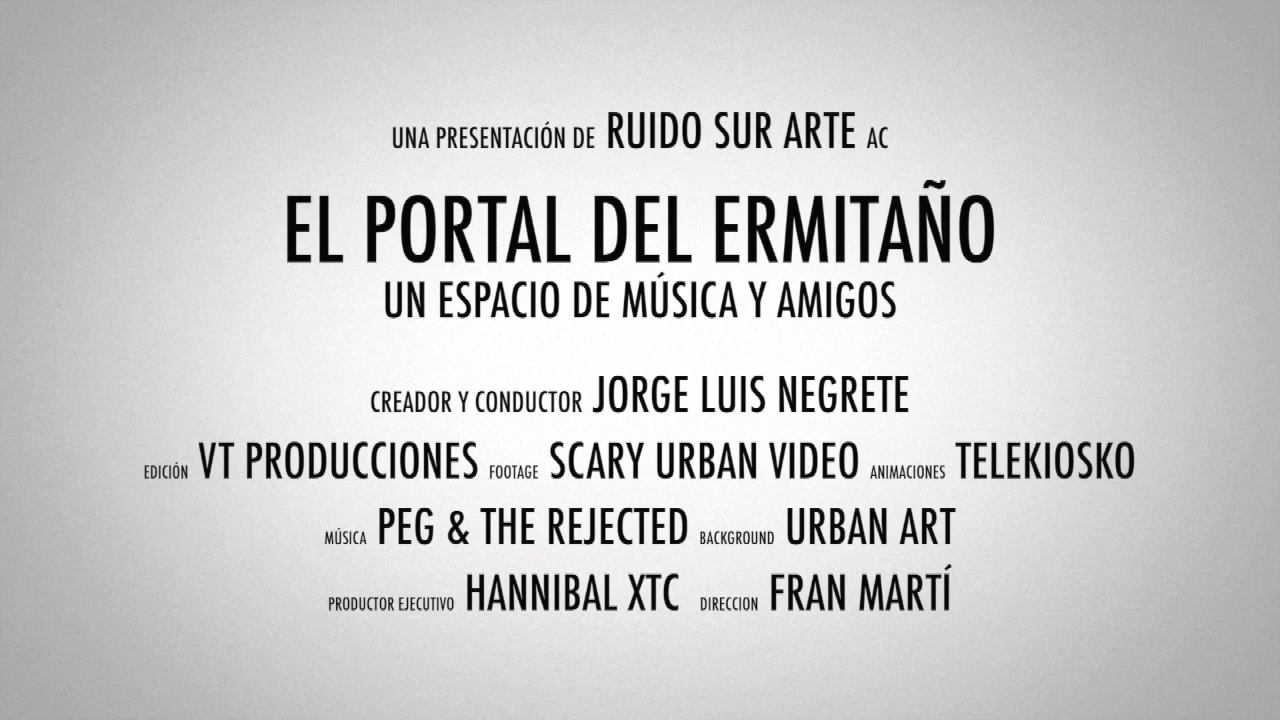 UNA PRESENTACIÓN DE RUIDO SUR ARTE AC
EL PORTAL DEL ERMITAÑO
UN ESPACIO DE MÚSICA Y AMIGOS
CREADOR Y CONDUCTOR JORGE LUIS NEGRETE
EDICIÓN VT PRODUCCIONES FOOTAGE SCARY URBAN VIDEO ANIMACIONES TELEKIOSKO
MÚSICA PEG & THE REJECTED BACKGROUND URBAN ART
PRODUCTOR EJECUTIVO HANNIBAL XTC DIRECCION FRAN MARTÍ